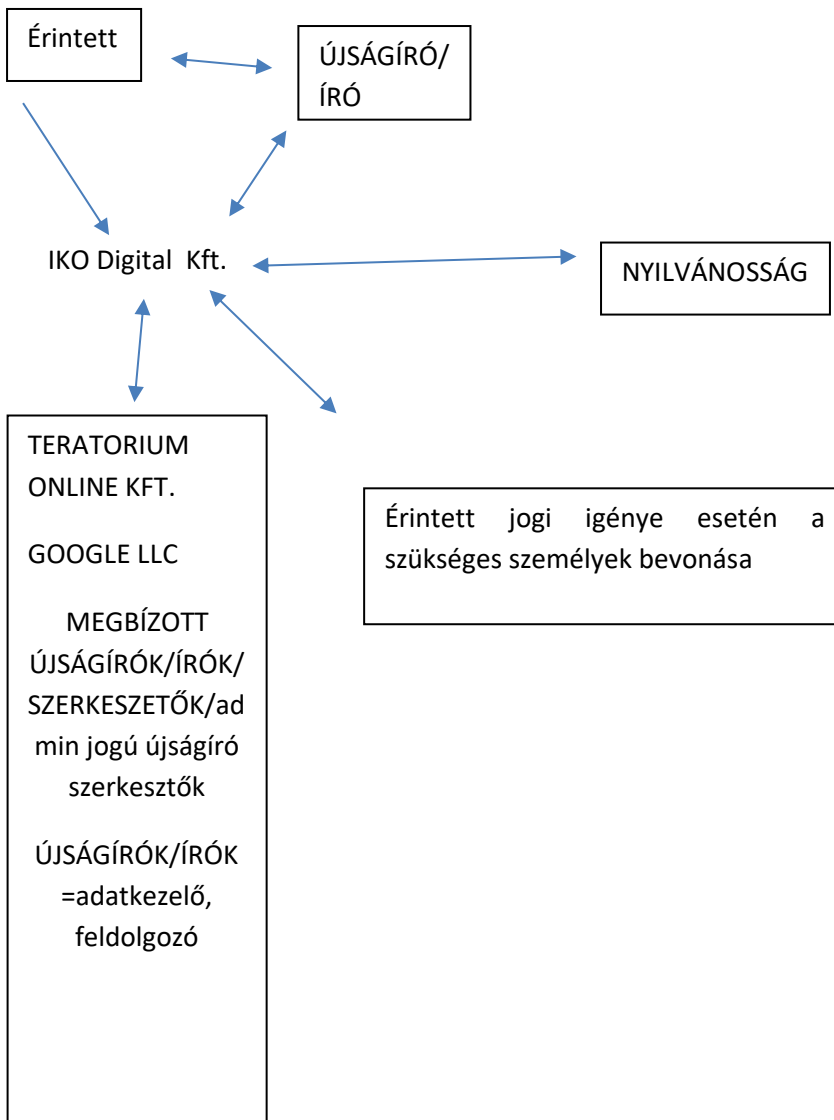 Érintett
ÚJSÁGÍRÓ/
ÍRÓ
IKO Digital Kft.
NYILVÁNOSSÁG
TERATORIUM
ONLINE KFT.
GOOGLE LLC
MEGBÍZOTT
ÚJSÁGÍRÓK/ÍRÓK/
SZERKESZETŐK/ad
min jogú újságíró
szerkesztők
ÚJSÁGÍRÓK/ÍRÓK
=adatkezelő,
feldolgozó
Érintett jogi igénye esetén a
szükséges személyek bevonása